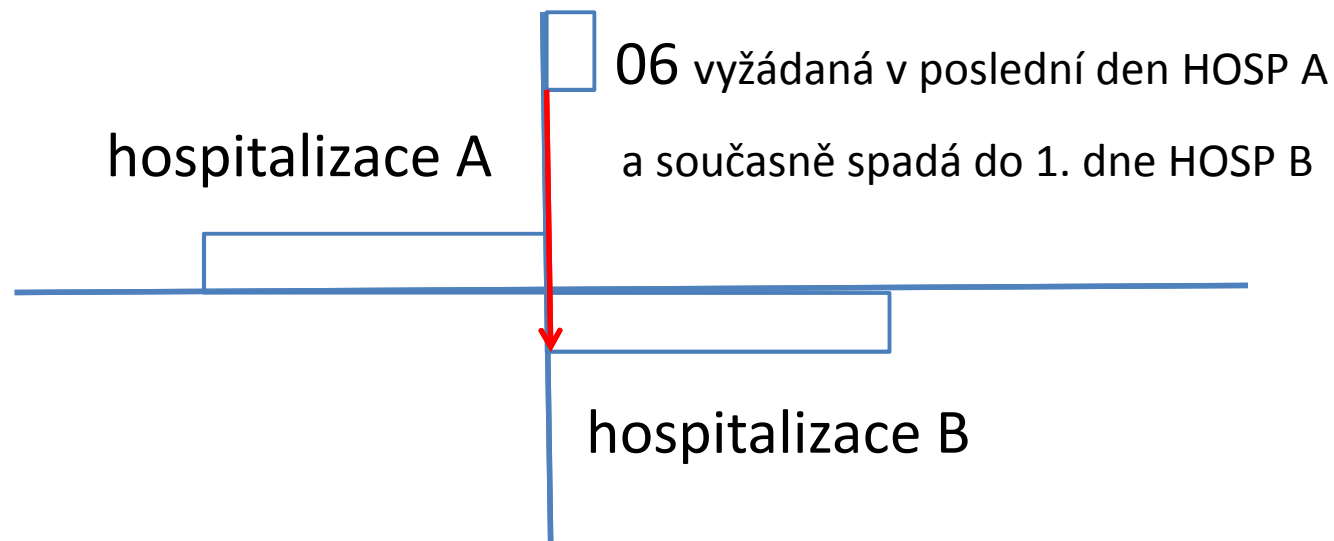 06 vyžádaná v poslední den HOSP A
hospitalizace A
a současně spadá do 1. dne HOSP B
hospitalizace B